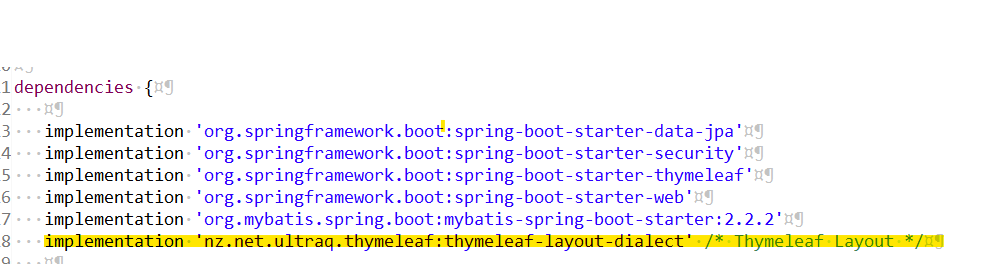 1 dependencies {
2
3 implementation 'org.springframework.boot:spring-boot-starter-data-jpa'
4 implementation 'org.springframework.boot:spring-boot-starter-security'
5 implementation 'org.springframework.boot:spring-boot-starter-thymeleaf'
6 implementation 'org.springframework.boot:spring-boot-starter-web'
7 implementation 'org.mybatis.spring.boot:mybatis-spring-boot-starter:2.2.2'
8 implementation 'nz.net.ultraq.thymeleaf:thymeleaf-layout-dialect' /* Thymeleaf Layout */
9